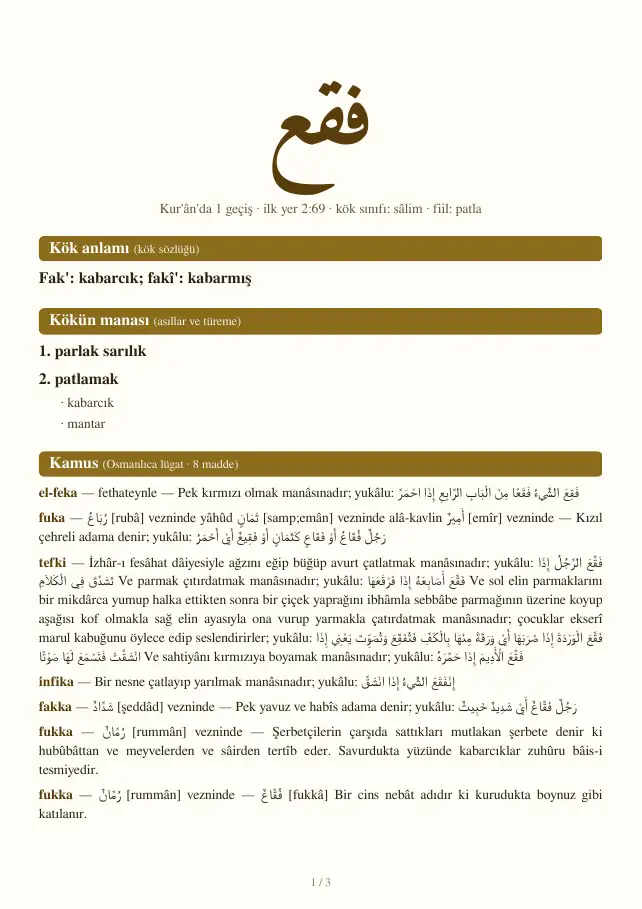 فقع
Kur'ân'da 1 geçiş · ilk yer 2:69 · kök sınıfı: sâlim · fiil: patla
Kök anlamı (kök sözlüğü)
Fak': kabarcık; fakî': kabarmış
Kökün manası (asıllar ve türeme)
1. parlak sarılık
2. patlamak
· kabarcık
· mantar
Kamus (Osmanlıca lügat · 8 madde)
el-feka — fethateynle — Pek kırmızı olmak manâsınadır; yukâlu: فَقِعَ الشَّيْءُ فَقَعًا مِنَ الْبَابِ الرَّابِعِ إِذَا احْمَرَّ
fuka — رُبَاعٌ [rubâ] vezninde yâhûd ثَمَانٍ [samp;emân] vezninde alâ-kavlin أَمِيرٌ [emîr] vezninde — Kızıl
çehreli adama denir; yukâlu: رَجُلٌ فُقَاعٌ أَوْ فَقَاعٍ كَثَمَانٍ أَوْ فَقِيعٌ أَيْ أَحْمَرُ
tefki — İzhâr-ı fesâhat dâiyesiyle ağzını eğip büğüp avurt çatlatmak manâsınadır; yukâlu: فَقَّعَ الرَّجُلُ إِذَا
تَشَدَّقَ فِي الْكَلَامِ Ve parmak çıtırdatmak manâsınadır; yukâlu: فَقَّعَ أَصَابِعَهُ إِذَا فَرْقَعَهَا Ve sol elin parmaklarını
bir mikdârca yumup halka ettikten sonra bir çiçek yaprağını ibhâmla sebbâbe parmağının üzerine koyup
aşağısı kof olmakla sağ elin ayasıyla ona vurup yarmakla çatırdatmak manâsınadır; çocuklar ekserî
marul kabuğunu öylece edip seslendirirler; yukâlu: فَقَّعَ الْوَرْدَةَ إِذَا ضَرَبَهَا أَيْ وَرَقَةً مِنْهَا بِالْكَفِّ فَتُفَقِّعَ وَتُصَوِّتَ يَعْنِي إِذَا
انْشَقَّتْ فَتَسْمَعَ لَهَا صَوْتًا Ve sahtiyânı kırmızıya boyamak manâsınadır; yukâlu: فَقَّعَ الْأَدِيمَ إِذَا حَمَّرَهُ
infika — Bir nesne çatlayıp yarılmak manâsınadır; yukâlu: إِنْفَقَعَ الشَّيْءُ إِذَا انْشَقَّ
fakka — شَدَّادٌ [şeddâd] vezninde — Pek yavuz ve habîs adama denir; yukâlu: رَجُلٌ فَقَّاعٌ أَيْ شَدِيدٌ خَبِيثٌ
fukka — رُمَّانٌ [rummân] vezninde — Şerbetçilerin çarşıda sattıkları mutlakan şerbete denir ki
hubûbâttan ve meyvelerden ve sâirden tertîb eder. Savurdukta yüzünde kabarcıklar zuhûru bâis-i
tesmiyedir.
fukka — رُمَّانٌ [rummân] vezninde — فُقَّاعٌ [fukkâ] Bir cins nebât adıdır ki kurudukta boynuz gibi
katılanır.
1 / 3